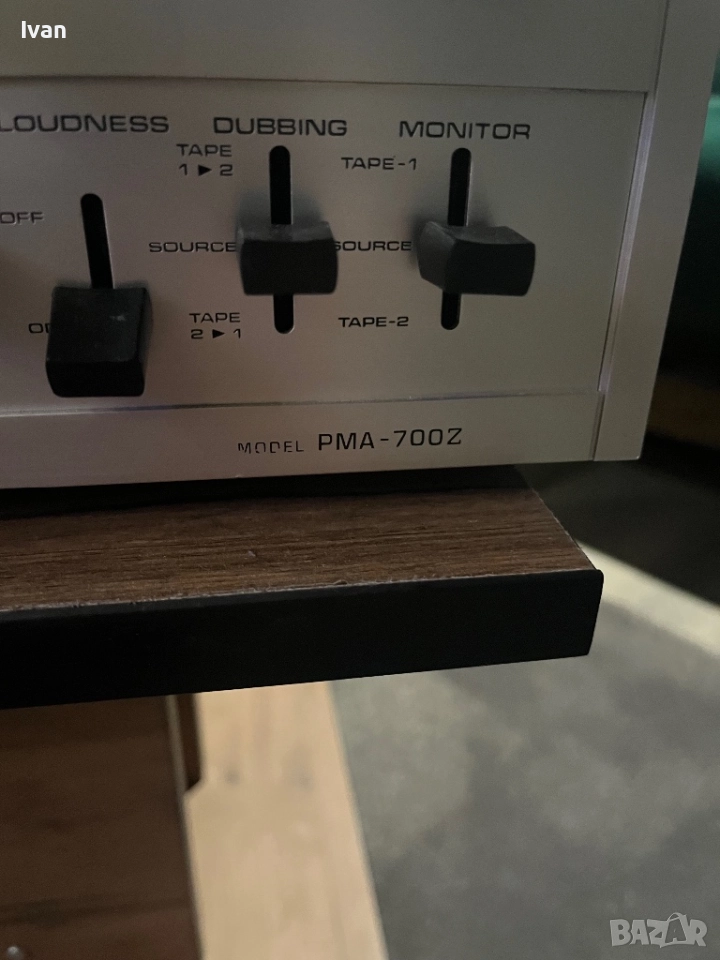 Ivan
LOUDNESS DUBBING MONITOR
TAPE
1 ▶ 2
TAPE-1
OFF
SOURCE
SOURCE
TAPE
2 ▶ 1
TAPE-2
MODEL PMA-700Z
BAZAR